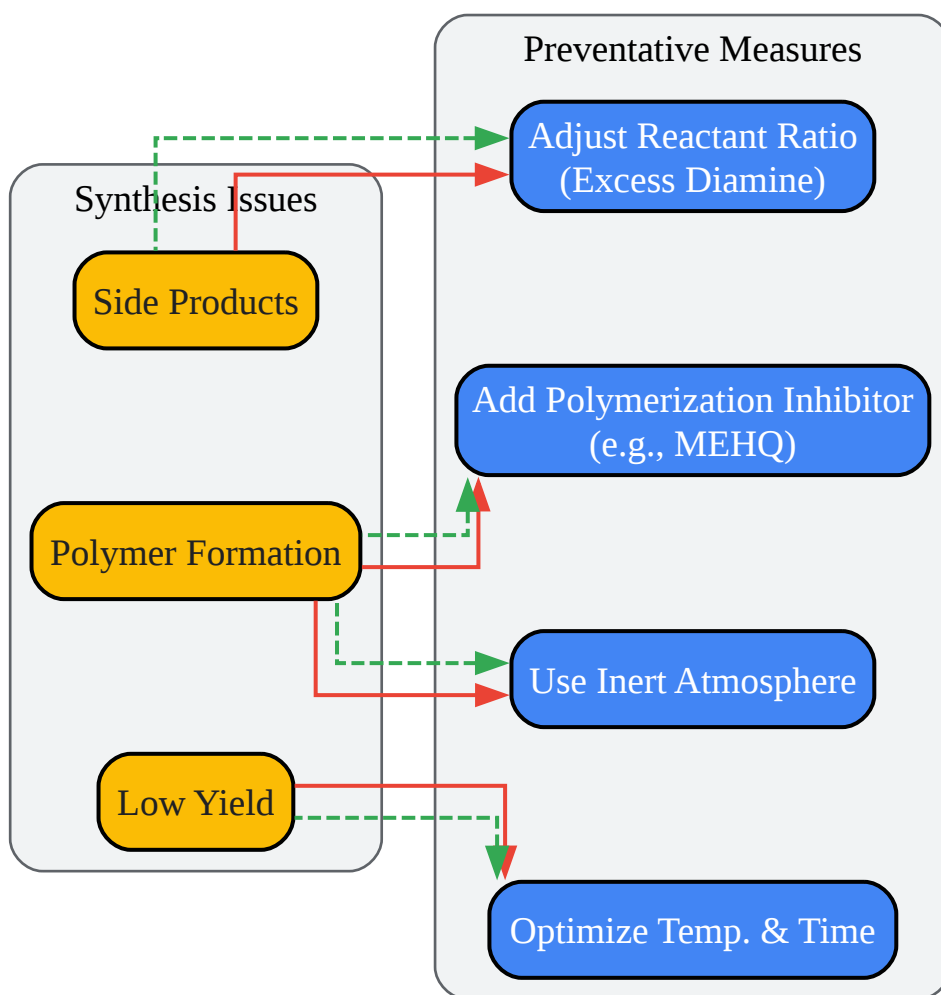 Preventative Measures
Adjust Reactant Ratio
(Excess Diamine)
Synthesis Issues
Side Products
Add Polymerization Inhibitor
(e.g., MEHQ)
Polymer Formation
Use Inert Atmosphere
Low Yield
Optimize Temp. & Time